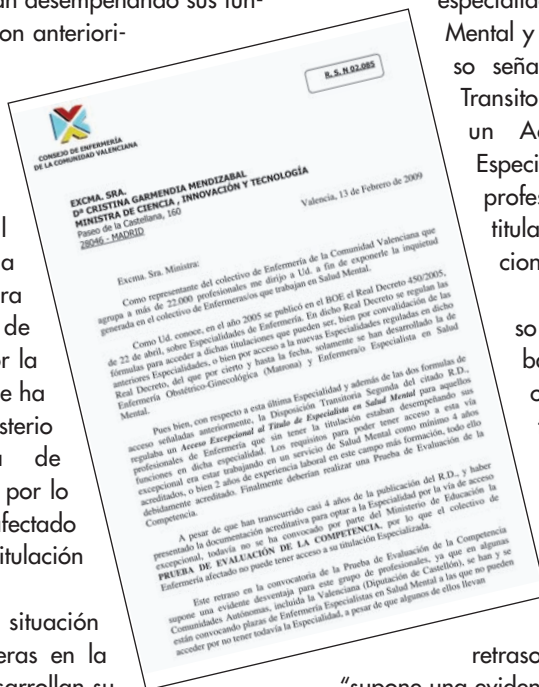 an desempeñando sus fun-
on anteriori-
l
a
ra
de
or la
e ha
sterio
a de
por lo
afectado
itulación
situación
eras en la
sarrollan su
R. S. N 02.085
CONSEJO DE ENFERMERÍA
DE LA COMUNIDAD VALENCIANA
EXCMA. SRA.
Dª CRISTINA GARMENDIA MENDIZABAL
MINISTRA DE CIENCIA , INNOVACIÓN Y TECNOLOGÍA
Paseo de la Castellana, 160
28046 - MADRID
Valencia, 13 de Febrero de 2009
Excma. Sra. Ministra:
Como representante del colectivo de Enfermería de la Comunidad Valenciana que
agrupa a más de 22.000 profesionales me dirijo a Ud. a fin de exponerle la inquietud
generada en el colectivo de Enfermeras/os que trabajan en Salud Mental.
Como Ud. conoce, en el año 2005 se publicó en el BOE el Real Decreto 450/2005,
de 22 de abril, sobre Especialidades de Enfermería. En dicho Real Decreto se regulan las
fórmulas para acceder a dichas titulaciones que pueden ser, bien por convalidación de las
anteriores Especialidades, o bien por acceso a las nuevas Especialidades reguladas en dicho
Real Decreto, del que por cierto y hasta la fecha, solamente se han desarrollado la de
Enfermería Obstétrico-Ginecológica (Matrona) y Enfermera/o Especialista en Salud
Mental.
Pues bien, con respecto a esta última Especialidad y además de las dos formulas de
acceso señaladas anteriormente, la Disposición Transitoria Segunda del citado R.D.,
regulaba un Acceso Excepcional al Título de Especialista en Salud Mental para aquellos
profesionales de Enfermería que sin tener la titulación estaban desempeñando sus
funciones en dicha especialidad. Los requisitos para poder tener acceso a esta vía
excepcional era estar trabajando en un servicio de Salud Mental como mínimo 4 años
acreditados, o bien 2 años de experiencia laboral en este campo más formación, todo ello
debidamente acreditado. Finalmente deberían realizar una Prueba de Evaluación de la
Competencia.
A pesar de que han transcurrido casi 4 años de la publicación del R.D., y haber
presentado la documentación acreditativa para optar a la Especialidad por la vía de acceso
excepcional, todavía no se ha convocado por parte del Ministerio de Educación la
PRUEBA DE EVALUACIÓN DE LA COMPETENCIA, por lo que el colectivo de
Enfermería afectado no puede tener acceso a su titulación Especializada.
Este retraso en la convocatoria de la Prueba de Evaluación de la Competencia
supone una evidente desventaja para este grupo de profesionales, ya que en algunas
Comunidades Autónomas, incluida la Valenciana (Diputación de Castellón), se han y se
están convocando plazas de Enfermería Especialistas en Salud Mental a las que no pueden
acceder por no tener todavía la Especialidad, a pesar de que algunos de ellos llevan
especialida
Mental y
so seña
Transito
un Ac
Especi
profes
titula
cion
so
ba
c
retraso
“supone una eviden